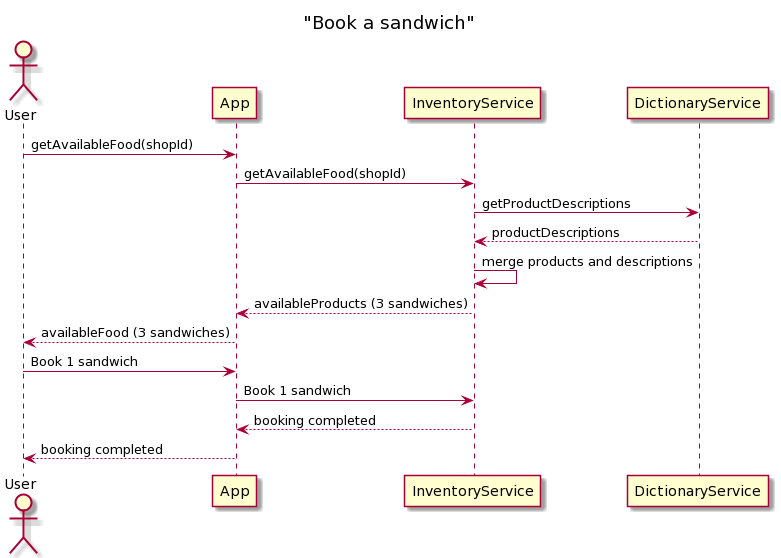 "Book a sandwich"
User
App
InventoryService
DictionaryService
getAvailableFood(shopId)
getAvailableFood(shopId)
getProductDescriptions
productDescriptions
merge products and descriptions
availableProducts (3 sandwiches)
availableFood (3 sandwiches)
Book 1 sandwich
Book 1 sandwich
booking completed
booking completed
User
App
InventoryService
DictionaryService